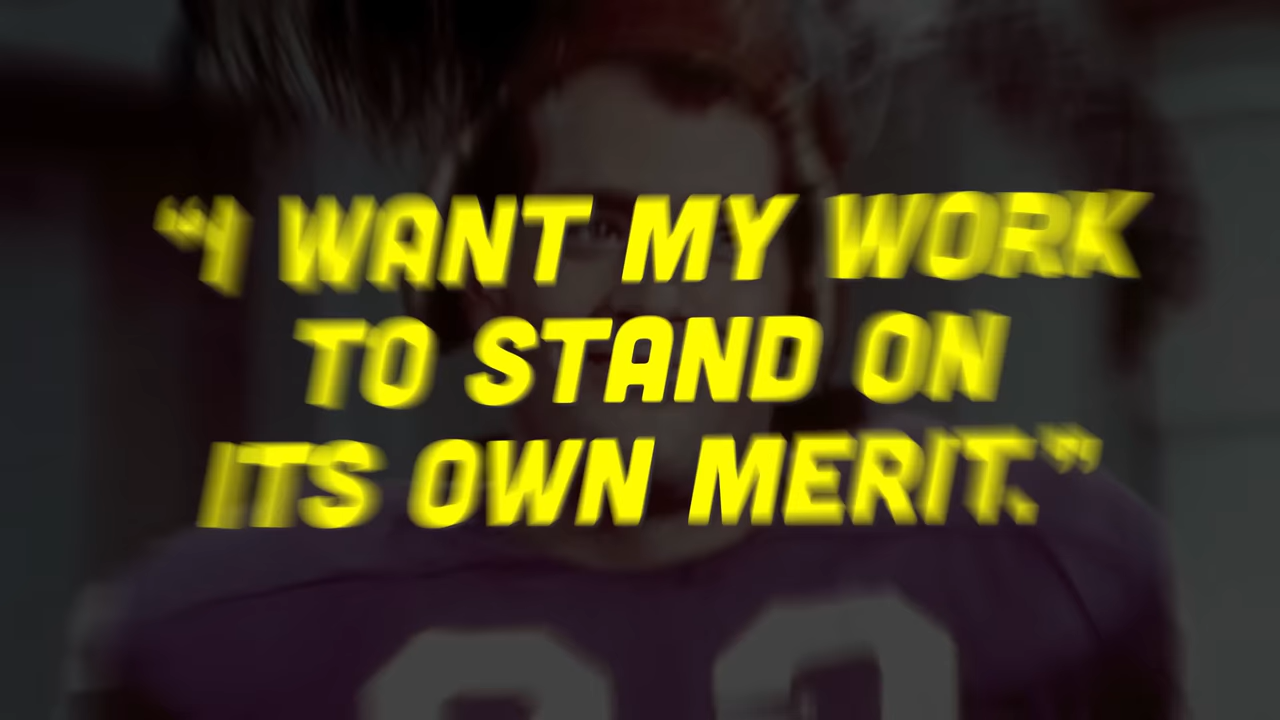 “I WANT MY WORK
TO STAND ON
ITS OWN MERIT.”